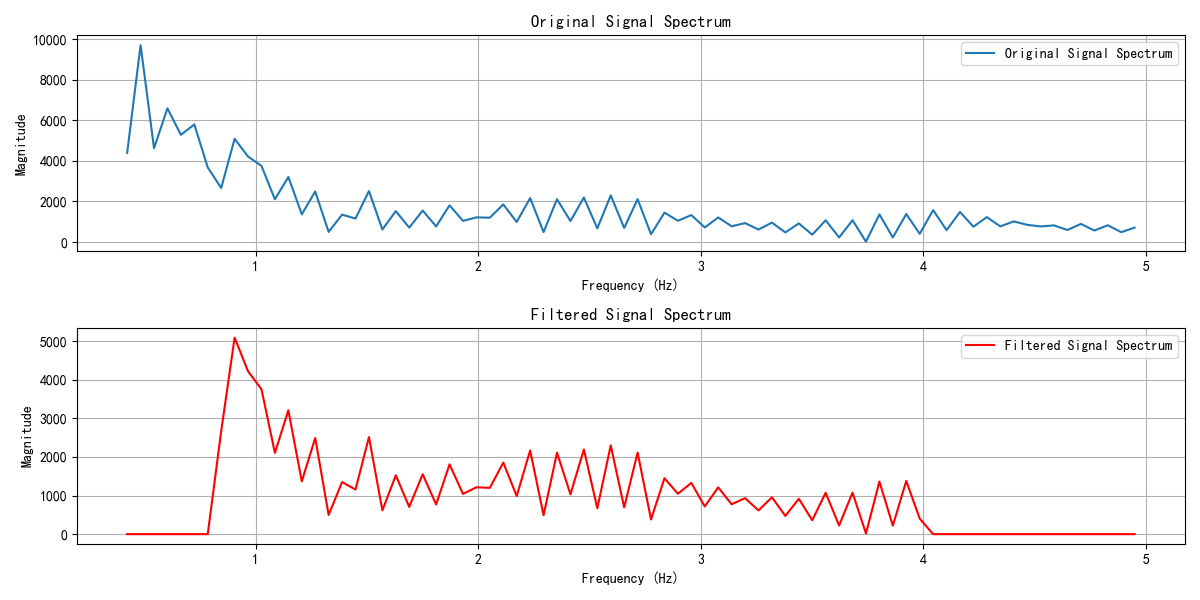 Original Signal Spectrum
Original Signal Spectrum
Magnitude
10000
8000
6000
4000
2000
0
1 2 3 4 5
Frequency (Hz)
Filtered Signal Spectrum
Filtered Signal Spectrum
Magnitude
5000
4000
3000
2000
1000
0
1 2 3 4 5
Frequency (Hz)